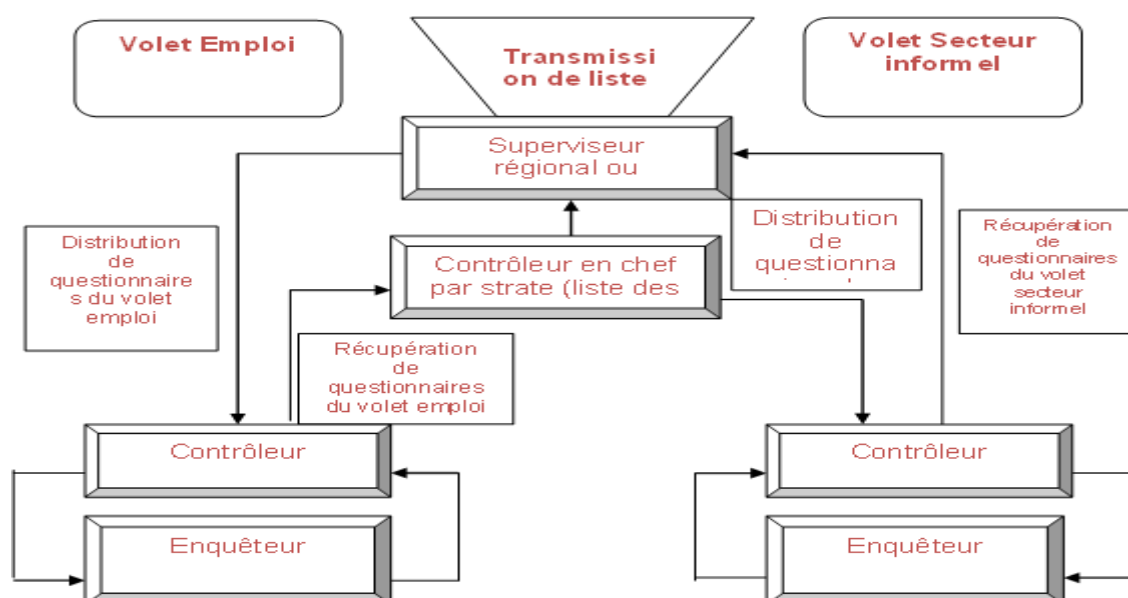 Volet Emploi
Transmissi
on de liste
Volet Secteur
informel
Superviseur
régional ou
Distribution
de
questionnaire
s du volet
emploi
Contrôleur en chef
par strate (liste des
Distribution
de
questionna
Récupération
de
questionnaires
du volet
secteur
informel
Récupération
de
questionnaires
du volet emploi
Contrôleur
Contrôleur
Enquêteur
Enquêteur